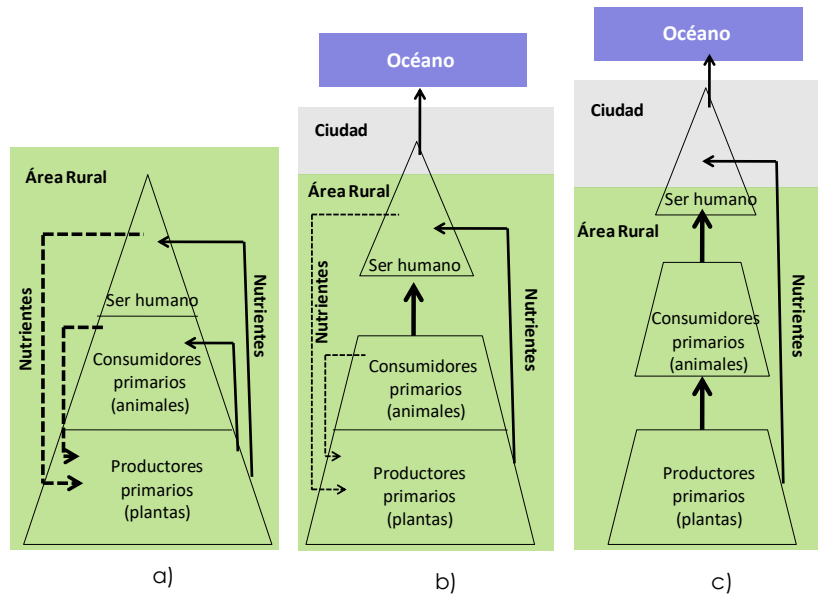 Área Rural
Nutrientes
Nutrientes
Ser humano
Consumidores
primarios
(animales)
Productores
primarios
(plantas)
a)
Océano
Ciudad
Área Rural
Nutrientes
Nutrientes
Ser humano
Consumidores
primarios
(animales)
Productores
primarios
(plantas)
b)
Océano
Ciudad
Ser humano
Área Rural
Nutrientes
Consumidores
primarios
(animales)
Productores
primarios
(plantas)
c)